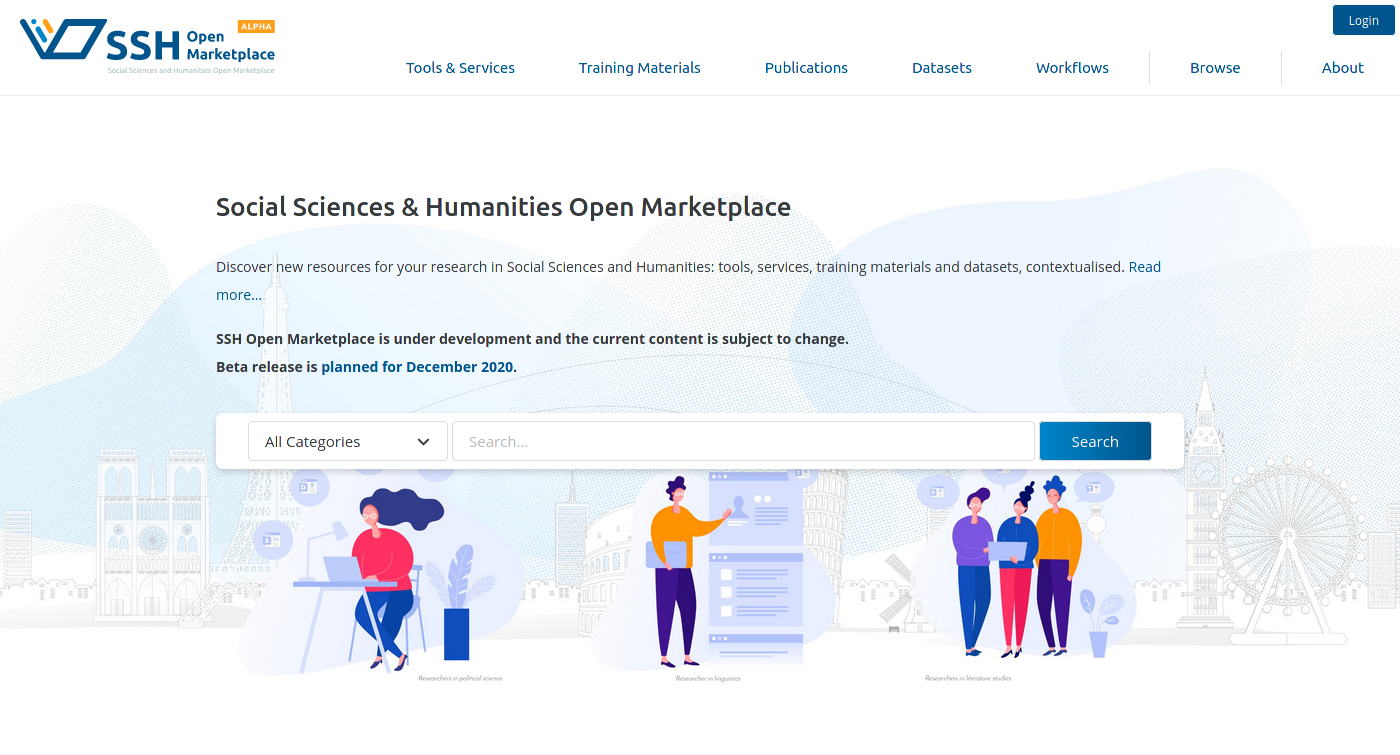 Login
ALPHA
SSH Open
Marketplace
Social Sciences and Humanities Open Marketplace
Tools & Services
Training Materials
Publications
Datasets
Workflows
Browse
About
Social Sciences & Humanities Open Marketplace
Discover new resources for your research in Social Sciences and Humanities: tools, services, training materials and datasets, contextualised. Read
more...
SSH Open Marketplace is under development and the current content is subject to change.
Beta release is planned for December 2020.
All Categories
Search...
Search
Researchers in political science
Researcher in linguistics
Researchers in literature studies